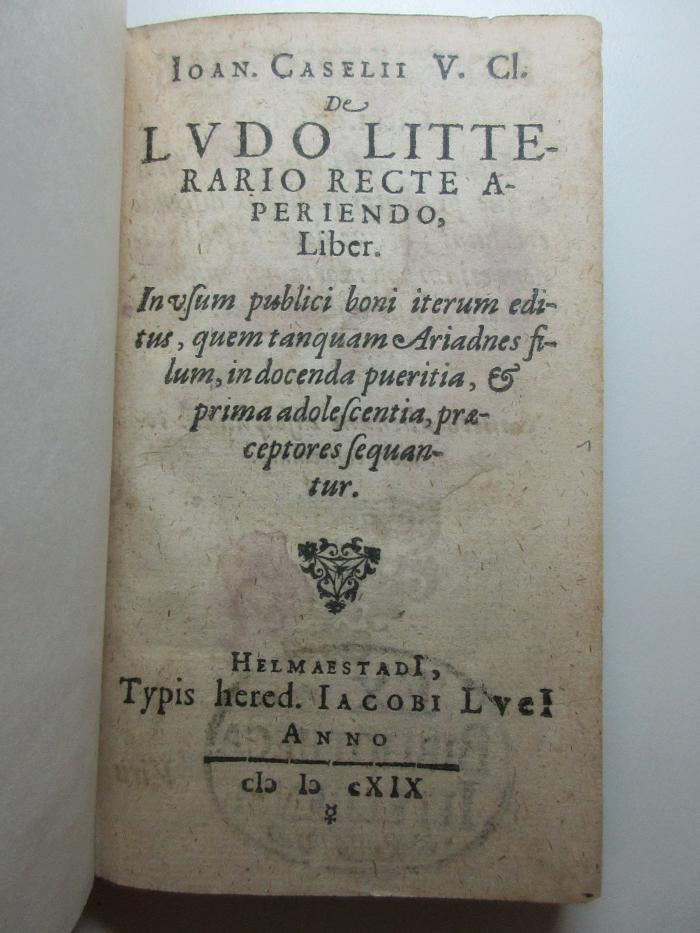 IOAN. CASELII V. Cl.
De
LVDO LITTE-
RARIO RECTE A-
PERIENDO,
Liber.
In vſum publici boni iterum edi-
tus, quem tanquam Ariadnes fi-
lum, in docenda pueritia, &
prima adoleſcentia, præ-
ceptores ſequan-
tur.
HELMAESTADI,
Typis hered. IACOBI LucI
ANNO
cIɔ Iɔ cXIX